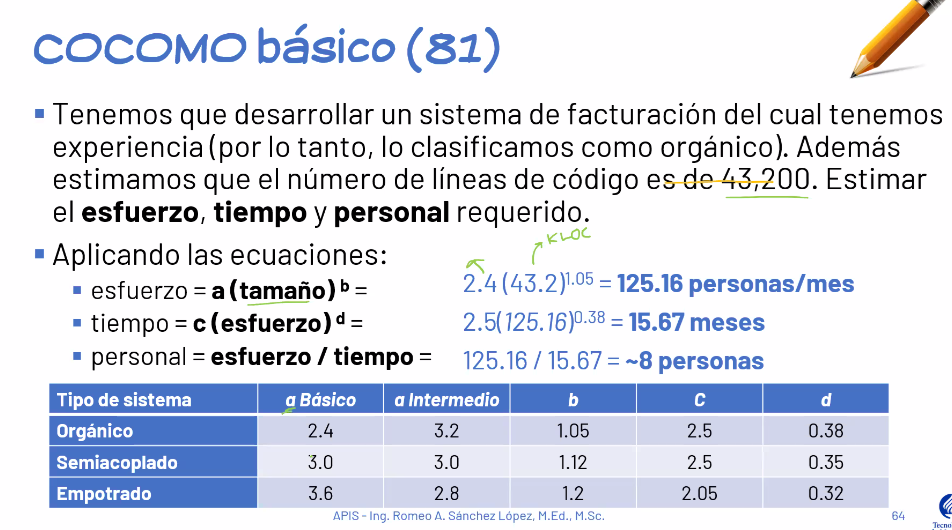 COCOMO básico (81)
Tenemos que desarrollar un sistema de facturación del cual tenemos
experiencia (por lo tanto, lo clasificamos como orgánico). Además
estimamos que el número de líneas de código es de 43,200. Estimar
el esfuerzo, tiempo y personal requerido.
Aplicando las ecuaciones:
KLOC
esfuerzo = a (tamaño) ᵇ = 2.4 (43.2)¹·⁰⁵ = 125.16 personas/mes
tiempo = c (esfuerzo) ᵈ = 2.5(125.16)⁰·³⁸ = 15.67 meses
personal = esfuerzo / tiempo = 125.16 / 15.67 = ~8 personas
Tipo de sistema a Básico a Intermedio b C d
Orgánico 2.4 3.2 1.05 2.5 0.38
Semiacoplado 3.0 3.0 1.12 2.5 0.35
Empotrado 3.6 2.8 1.2 2.05 0.32
APIS - Ing. Romeo A. Sánchez López, M.Ed., M.Sc. 64